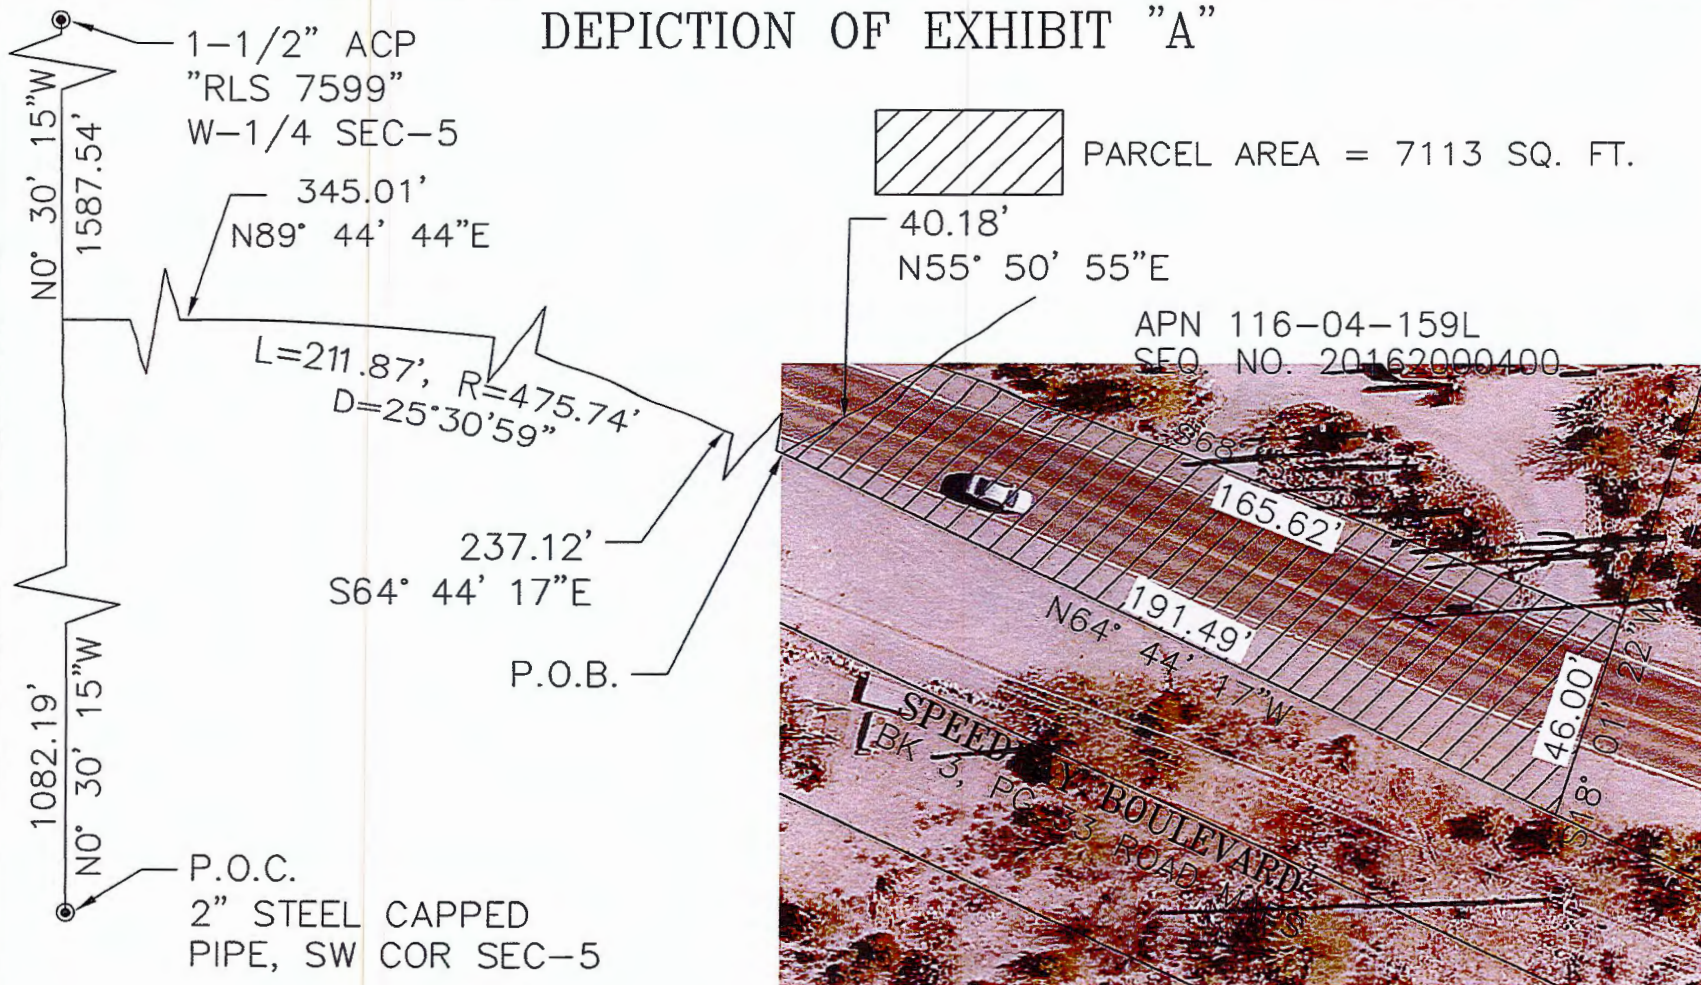 DEPICTION OF EXHIBIT "A"
1-1/2" ACP
"RLS 7599"
W-1/4 SEC-5
N0° 30' 15"W
1587.54'
345.01'
N89° 44' 44"E
PARCEL AREA = 7113 SQ. FT.
40.18'
N55° 50' 55"E
APN 116-04-159L
SEQ. NO. 20162000400
L=211.87', R=475.74'
D=25°30'59"
S68°
165.62'
237.12'
S64° 44' 17"E
191.49'
N64° 44' 17"W
P.O.B.
46.00'
S18° 01' 22"W
BOULEVARD
BK 3, PG 33 ROAD MAPS
1082.19'
N0° 30' 15"W
P.O.C.
2" STEEL CAPPED
PIPE, SW COR SEC-5